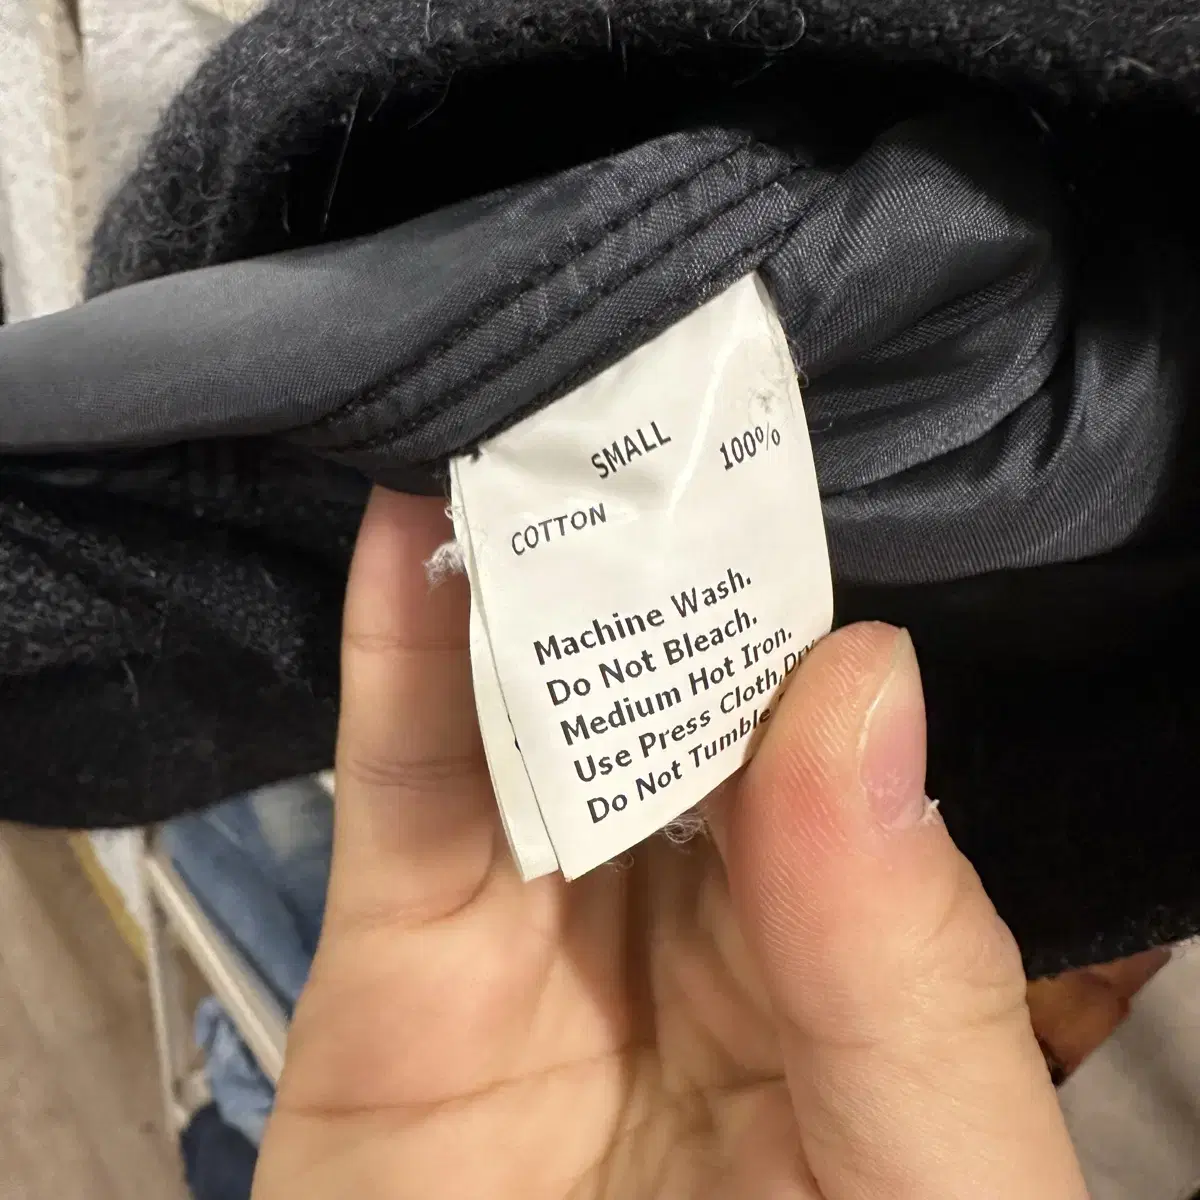 SMALL
100%
COTTON
Machine Wash.
Do Not Bleach.
Medium Hot Iron.
Use Press Cloth,
Do Not Tumble